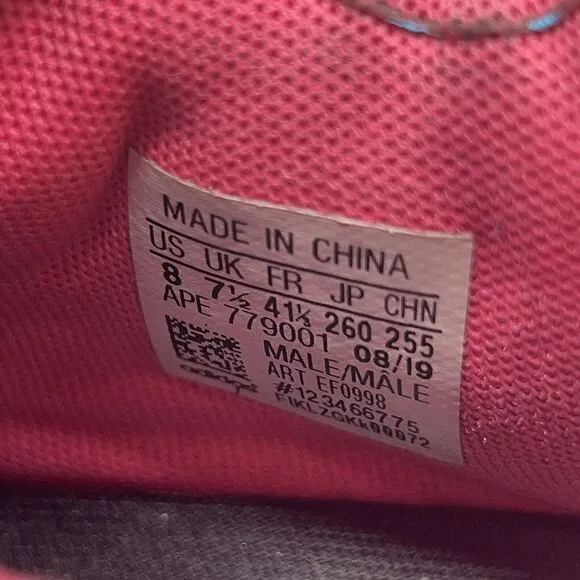 MADE IN CHINA
US UK FR JP CHN
8 7½ 41⅓ 260 255
APE 779001 08/19
MALE/MÂLE
ART EF0998
#123466775
adidas